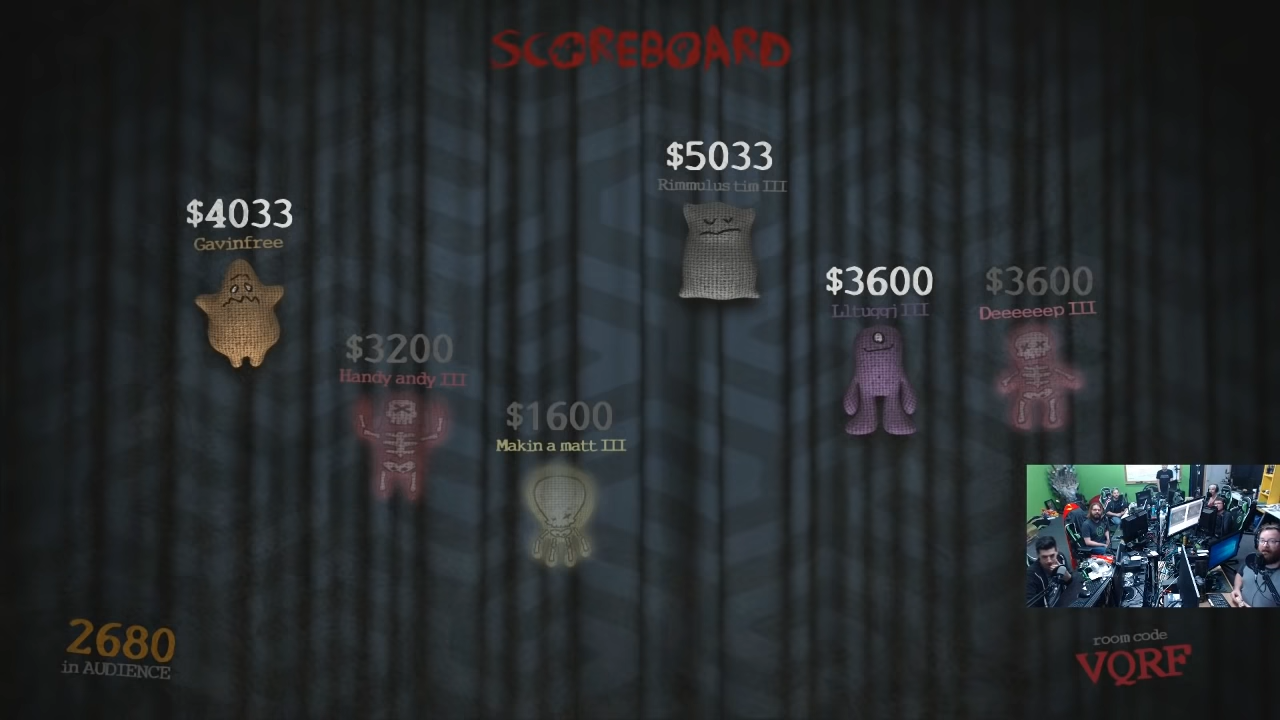 SCOREBOARD
$5033
Rimmulus tim III
$4033
Gavinfree
$3600
Lltuqqj III
$3600
Deeeeeep III
$3200
Handy andy III
$1600
Makin a matt III
2680
in AUDIENCE
room code
VQRF